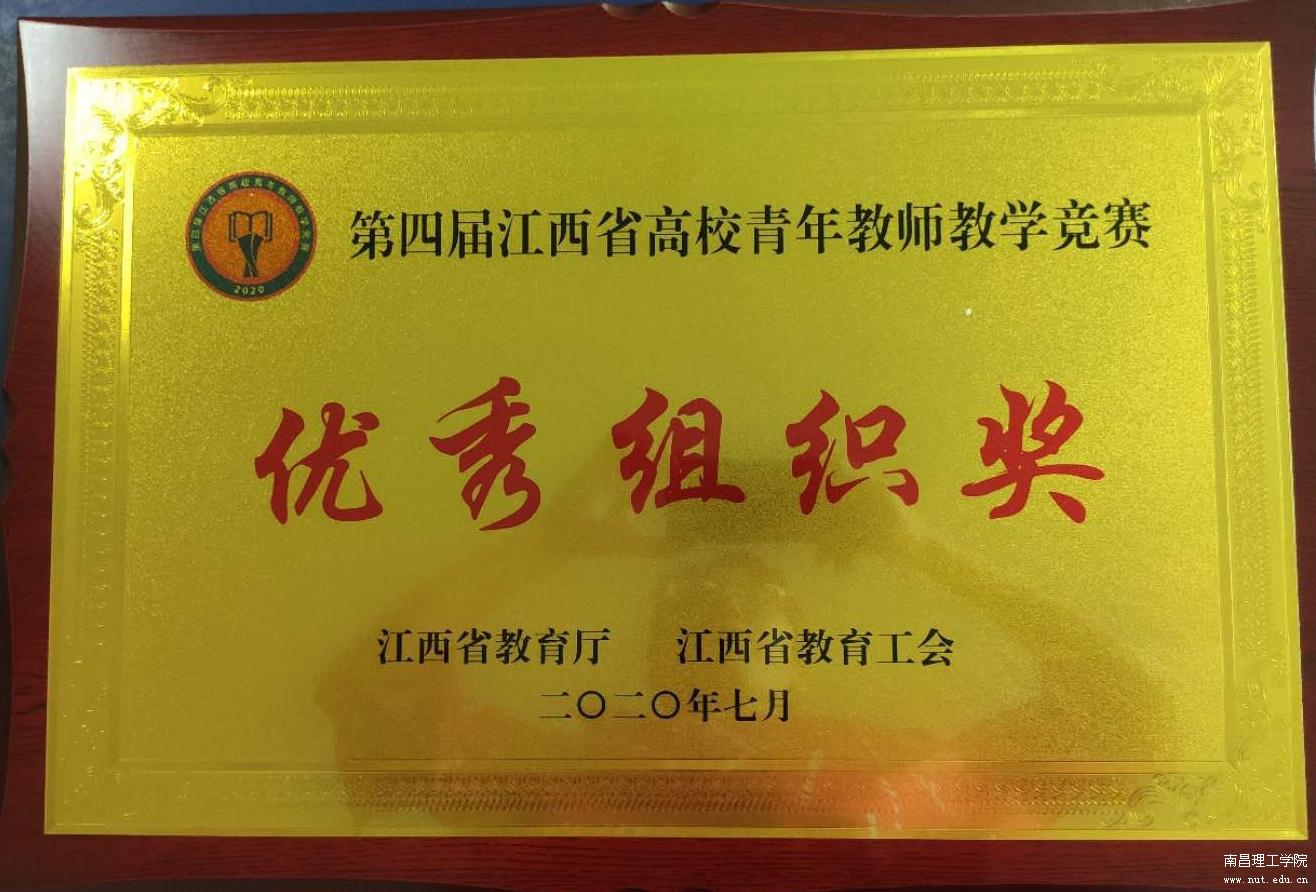 第四届江西省高校青年教师教学竞赛
2020
优秀组织奖
江西省教育厅 江西省教育工会
二〇二〇年七月
南昌理工学院
www.nut.edu.cn